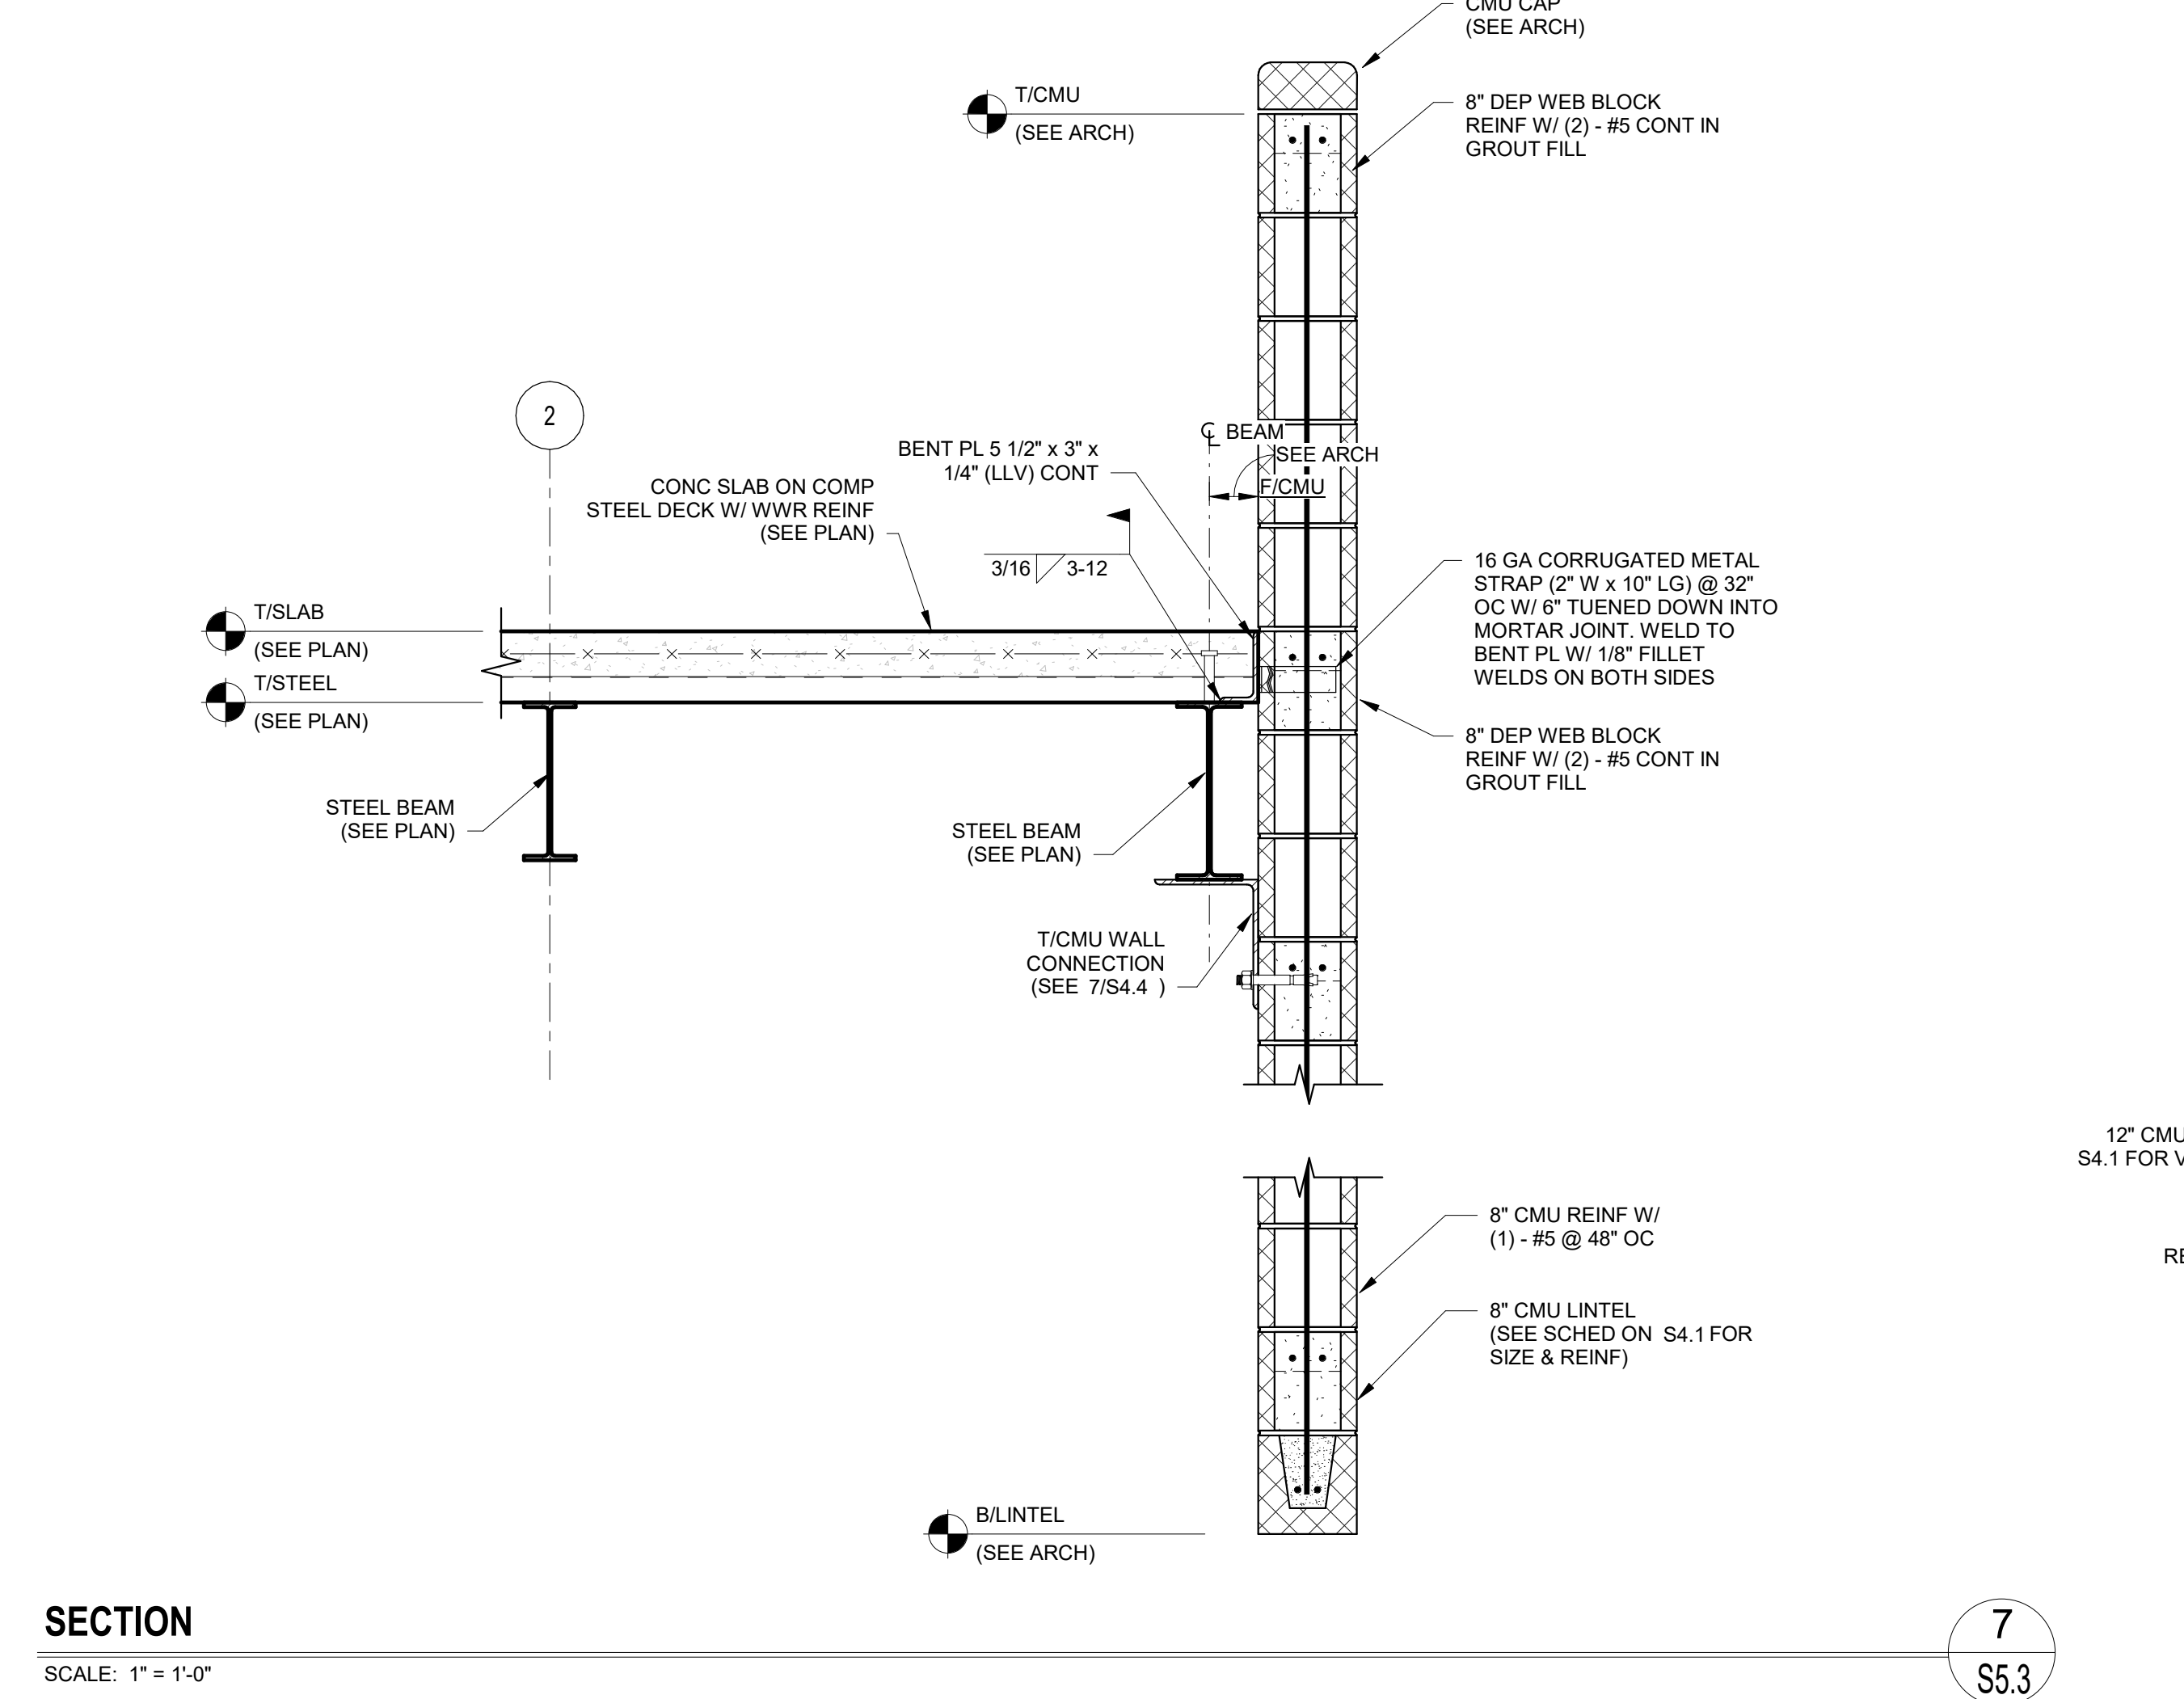 CMU CAP
(SEE ARCH)
T/CMU
(SEE ARCH)
8" DEP WEB BLOCK
REINF W/ (2) - #5 CONT IN
GROUT FILL
2
℄ BEAM
SEE ARCH
F/CMU
BENT PL 5 1/2" x 3" x
1/4" (LLV) CONT
CONC SLAB ON COMP
STEEL DECK W/ WWR REINF
(SEE PLAN)
3/16 3-12
16 GA CORRUGATED METAL
STRAP (2" W x 10" LG) @ 32"
OC W/ 6" TUENED DOWN INTO
MORTAR JOINT. WELD TO
BENT PL W/ 1/8" FILLET
WELDS ON BOTH SIDES
T/SLAB
(SEE PLAN)
T/STEEL
(SEE PLAN)
8" DEP WEB BLOCK
REINF W/ (2) - #5 CONT IN
GROUT FILL
STEEL BEAM
(SEE PLAN)
STEEL BEAM
(SEE PLAN)
T/CMU WALL
CONNECTION
(SEE 7/S4.4 )
12" CMU
S4.1 FOR
8" CMU REINF W/
(1) - #5 @ 48" OC
8" CMU LINTEL
(SEE SCHED ON S4.1 FOR
SIZE & REINF)
B/LINTEL
(SEE ARCH)
SECTION
SCALE: 1" = 1'-0"
7
S5.3